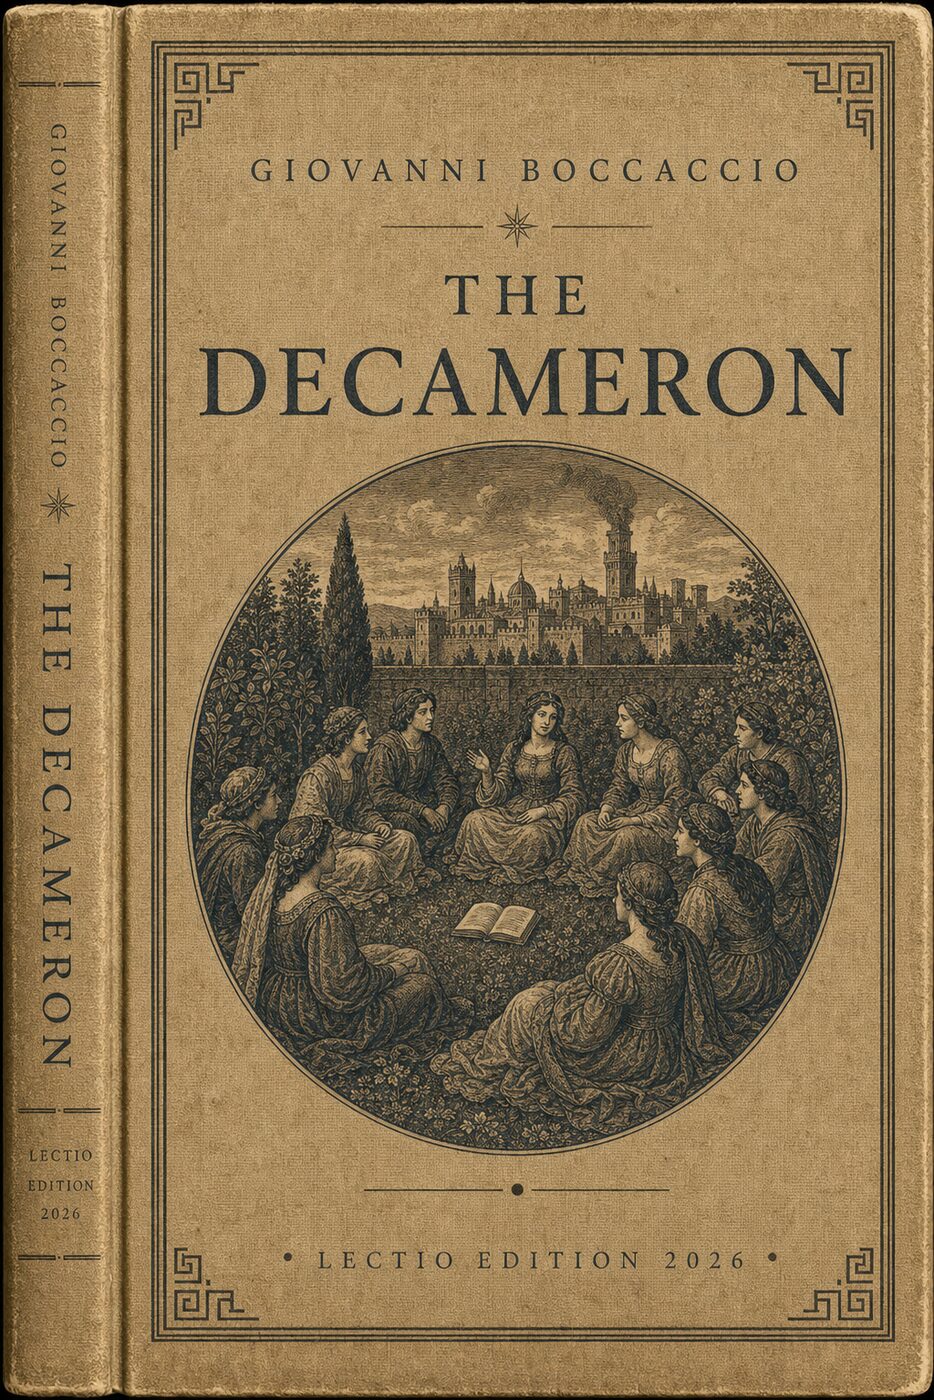 GIOVANNI BOCCACCIO
THE
DECAMERON
• LECTIO EDITION 2026 •
GIOVANNI BOCCACCIO THE DECAMERON
LECTIO
EDITION
2026